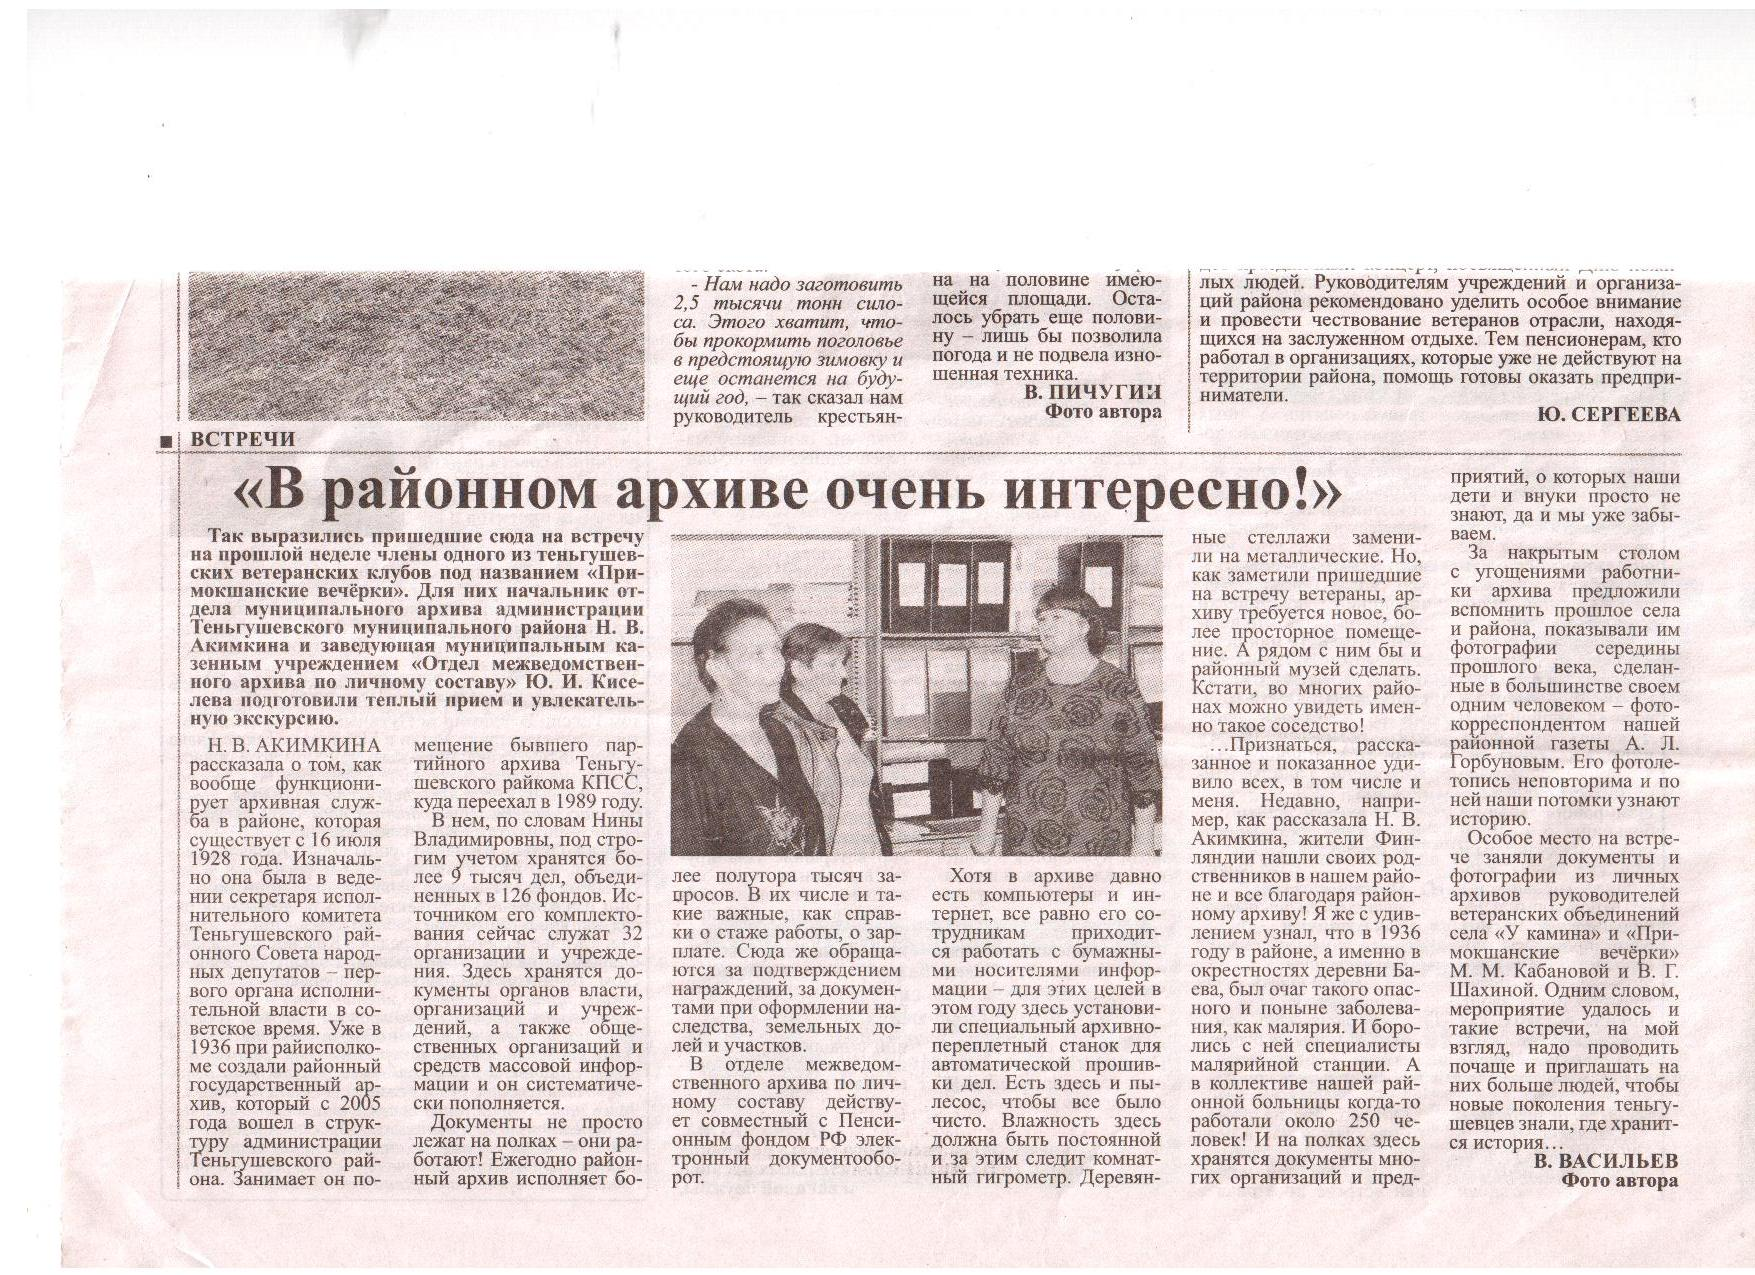 - Нам надо заготовить
2,5 тысячи тонн сило-
са. Этого хватит, что-
бы прокормить поголовье
в предстоящую зимовку и
еще останется на буду-
щий год, – так сказал нам
руководитель крестьян-
на на половине имею-
щейся площади. Оста-
лось убрать еще полови-
ну – лишь бы позволила
погода и не подвела изно-
шенная техника.
В. ПИЧУГИН
Фото автора
лых людей. Руководителям учреждений и организа-
ций района рекомендовано уделить особое внимание
и провести чествование ветеранов отрасли, находя-
щихся на заслуженном отдыхе. Тем пенсионерам, кто
работал в организациях, которые уже не действуют на
территории района, помощь готовы оказать предпри-
ниматели.
Ю. СЕРГЕЕВА
ВСТРЕЧИ
«В районном архиве очень интересно!»
Так выразились пришедшие сюда на встречу
на прошлой неделе члены одного из теньгушев-
ских ветеранских клубов под названием «При-
мокшанские вечёрки». Для них начальник от-
дела муниципального архива администрации
Теньгушевского муниципального района Н. В.
Акимкина и заведующая муниципальным ка-
зенным учреждением «Отдел межведомствен-
ного архива по личному составу» Ю. И. Кисе-
лева подготовили теплый прием и увлекатель-
ную экскурсию.
Н. В. АКИМКИНА
рассказала о том, как
вообще функциони-
рует архивная служ-
ба в районе, которая
существует с 16 июля
1928 года. Изначаль-
но она была в веде-
нии секретаря испол-
нительного комитета
Теньгушевского рай-
онного Совета народ-
ных депутатов – пер-
вого органа исполни-
тельной власти в со-
ветское время. Уже в
1936 при райисполко-
ме создали районный
государственный ар-
хив, который с 2005
года вошел в струк-
туру администрации
Теньгушевского рай-
она. Занимает он по-
мещение бывшего пар-
тийного архива Теньгу-
шевского райкома КПСС,
куда переехал в 1989 году.
В нем, по словам Нины
Владимировны, под стро-
гим учетом хранятся бо-
лее 9 тысяч дел, объеди-
ненных в 126 фондов. Ис-
точником его комплекто-
вания сейчас служат 32
организации и учрежде-
ния. Здесь хранятся до-
кументы органов власти,
организаций и учреж-
дений, а также обще-
ственных организаций и
средств массовой инфор-
мации и он систематиче-
ски пополняется.
Документы не просто
лежат на полках – они ра-
ботают! Ежегодно район-
ный архив исполняет бо-
лее полутора тысяч за-
просов. В их числе и та-
кие важные, как справ-
ки о стаже работы, о зар-
плате. Сюда же обраща-
ются за подтверждением
награждений, за докумен-
тами при оформлении на-
следства, земельных до-
лей и участков.
В отделе межведом-
ственного архива по лич-
ному составу действу-
ет совместный с Пенси-
онным фондом РФ элек-
тронный документообо-
рот.
Хотя в архиве давно
есть компьютеры и ин-
тернет, все равно его со-
трудникам приходит-
ся работать с бумажны-
ми носителями инфор-
мации – для этих целей в
этом году здесь установи-
ли специальный архивно-
переплетный станок для
автоматической прошив-
ки дел. Есть здесь и пы-
лесос, чтобы все было
чисто. Влажность здесь
должна быть постоянной
и за этим следит комнат-
ный гигрометр. Деревян-
ные стеллажи замени-
ли на металлические. Но,
как заметили пришедшие
на встречу ветераны, ар-
хиву требуется новое, бо-
лее просторное помеще-
ние. А рядом с ним бы и
районный музей сделать.
Кстати, во многих райо-
нах можно увидеть имен-
но такое соседство!
…Признаться, расска-
занное и показанное уди-
вило всех, в том числе и
меня. Недавно, напри-
мер, как рассказала Н. В.
Акимкина, жители Фин-
ляндии нашли своих род-
ственников в нашем райо-
не и все благодаря район-
ному архиву! Я же с удив-
лением узнал, что в 1936
году в районе, а именно в
окрестностях деревни Ба-
ева, был очаг такого опас-
ного и поныне заболева-
ния, как малярия. И боро-
лись с ней специалисты
малярийной станции. А
в коллективе нашей рай-
онной больницы когда-то
работали около 250 че-
ловек! И на полках здесь
хранятся документы мно-
гих организаций и пред-
приятий, о которых наши
дети и внуки просто не
знают, да и мы уже забы-
ваем.
За накрытым столом
с угощениями работни-
ки архива предложили
вспомнить прошлое села
и района, показывали им
фотографии середины
прошлого века, сделан-
ные в большинстве своем
одним человеком – фото-
корреспондентом нашей
районной газеты А. Л.
Горбуновым. Его фотоле-
топись неповторима и по
ней наши потомки узнают
историю.
Особое место на встре-
че заняли документы и
фотографии из личных
архивов руководителей
ветеранских объединений
села «У камина» и «При-
мокшанские вечёрки»
М. М. Кабановой и В. Г.
Шахиной. Одним словом,
мероприятие удалось и
такие встречи, на мой
взгляд, надо проводить
почаще и приглашать на
них больше людей, чтобы
новые поколения теньгу-
шевцев знали, где хранит-
ся история…
В. ВАСИЛЬЕВ
Фото автора